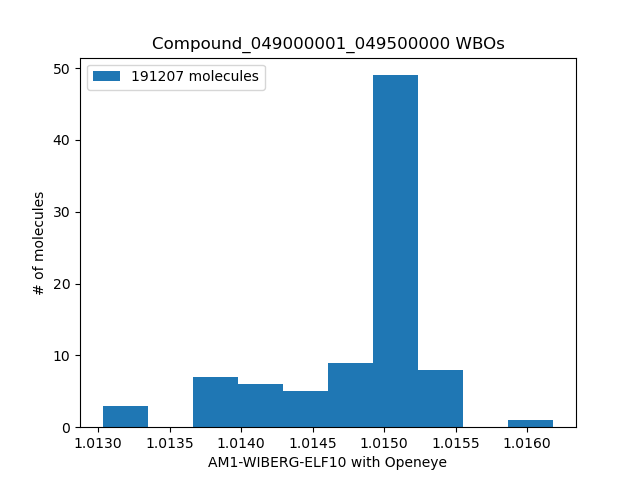 Compound_049000001_049500000 WBOs
191207 molecules
# of molecules
50
40
30
20
10
0
1.0130 1.0135 1.0140 1.0145 1.0150 1.0155 1.0160
AM1-WIBERG-ELF10 with Openeye